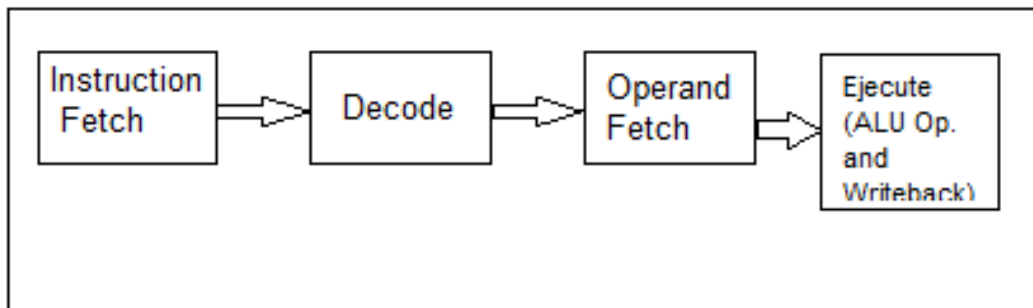 Instruction
Fetch
Decode
Operand
Fetch
Ejecute
(ALU Op.
and
Writeback)